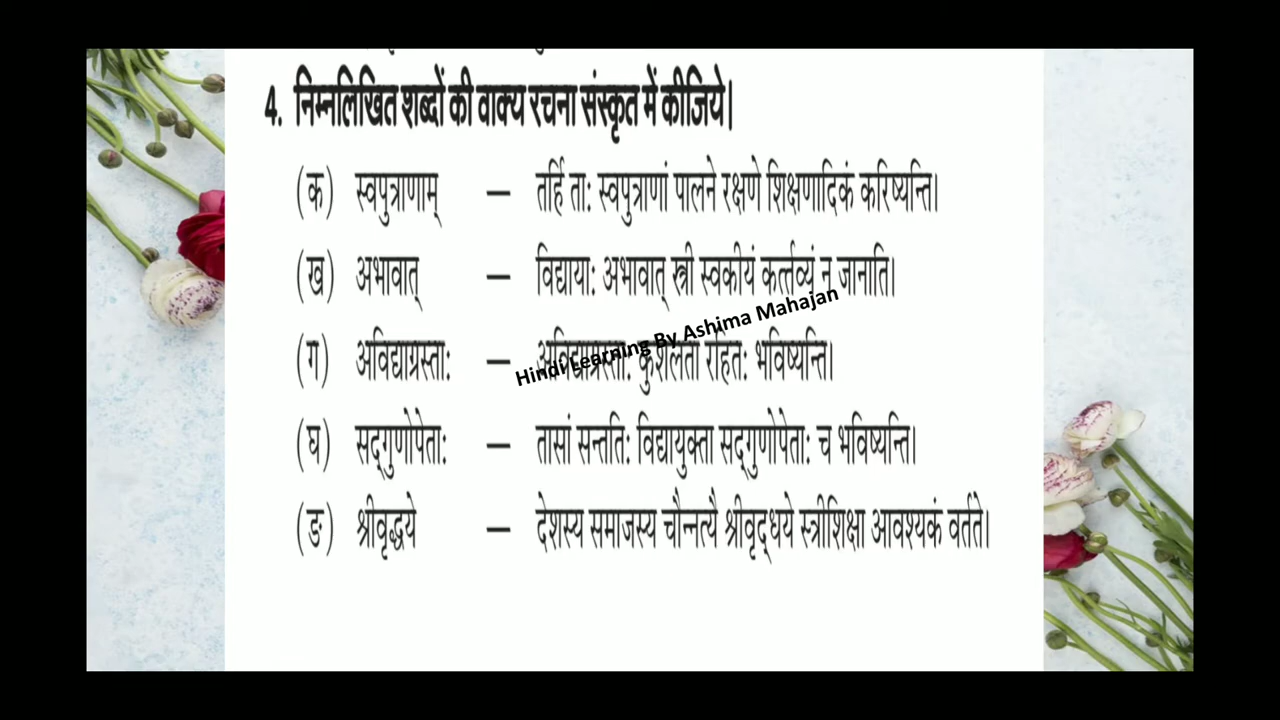 4. निम्नलिखित शब्दों की वाक्य रचना संस्कृत में कीजिये।
(क) स्वपुत्राणाम् – तर्हि ताः स्वपुत्राणां पालने रक्षणे शिक्षणादिकं करिष्यन्ति।
(ख) अभावात् – विद्यायाः अभावात् स्त्री स्वकीयं कर्त्तव्यं न जानाति।
Hindi Learning By Ashima Mahajan
(ग) अविद्याग्रस्ताः – अविद्याग्रस्ताः कुशलता रहितः भविष्यन्ति।
(घ) सद्गुणोपेताः – तासां सन्ततिः विद्यायुक्ता सद्गुणोपेताः च भविष्यन्ति।
(ङ) श्रीवृद्धये – देशस्य समाजस्य चौन्नत्यै श्रीवृद्धये स्त्रीशिक्षा आवश्यकं वर्तते।